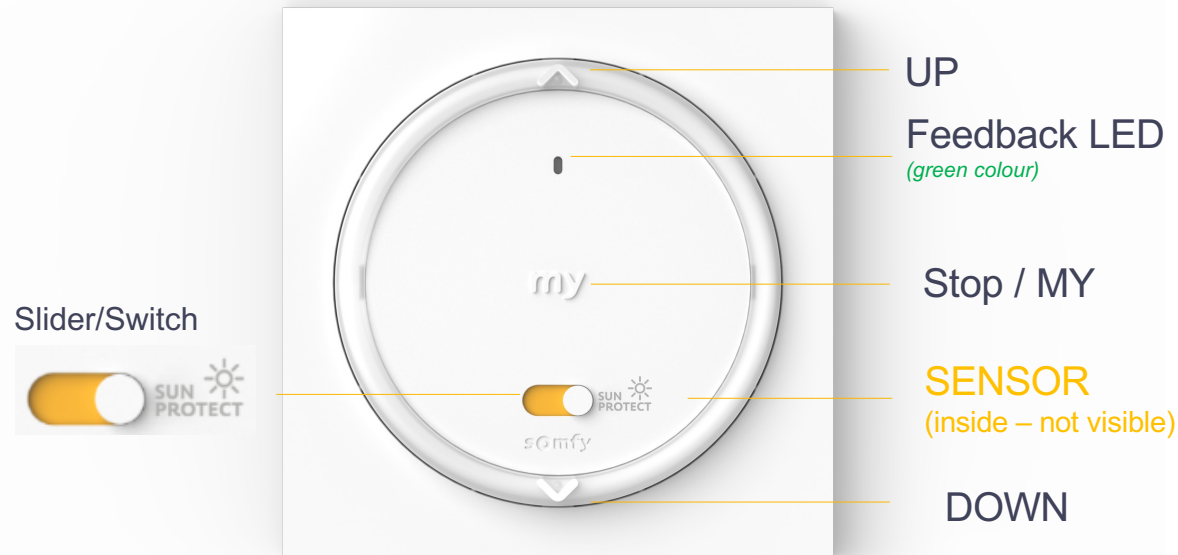 UP
Feedback LED
(green colour)
my
Stop / MY
Slider/Switch
SUN
PROTECT
SUN
PROTECT
SENSOR
(inside – not visible)
somfy
DOWN